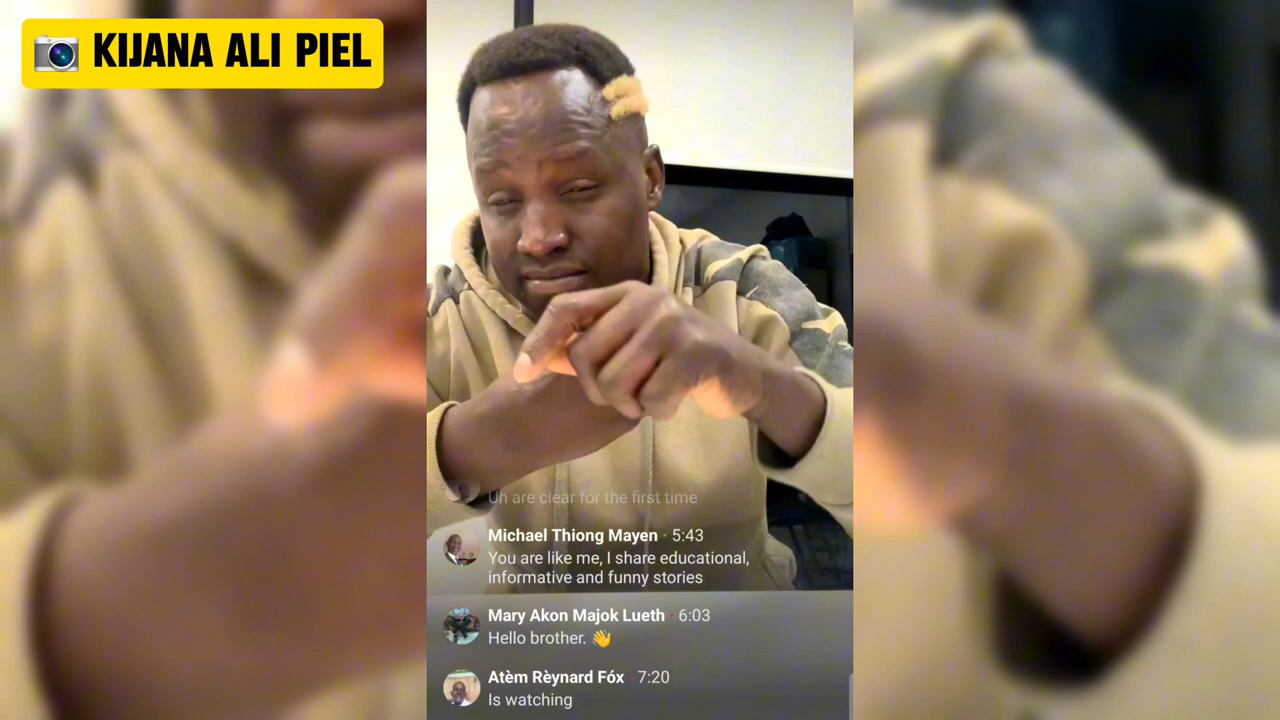 📷 KIJANA ALI PIEL
Uh are clear for the first time
Michael Thiong Mayen · 5:43
You are like me, I share educational,
informative and funny stories
Mary Akon Majok Lueth · 6:03
Hello brother. 👋
Atèm Rèynard Fóx · 7:20
Is watching